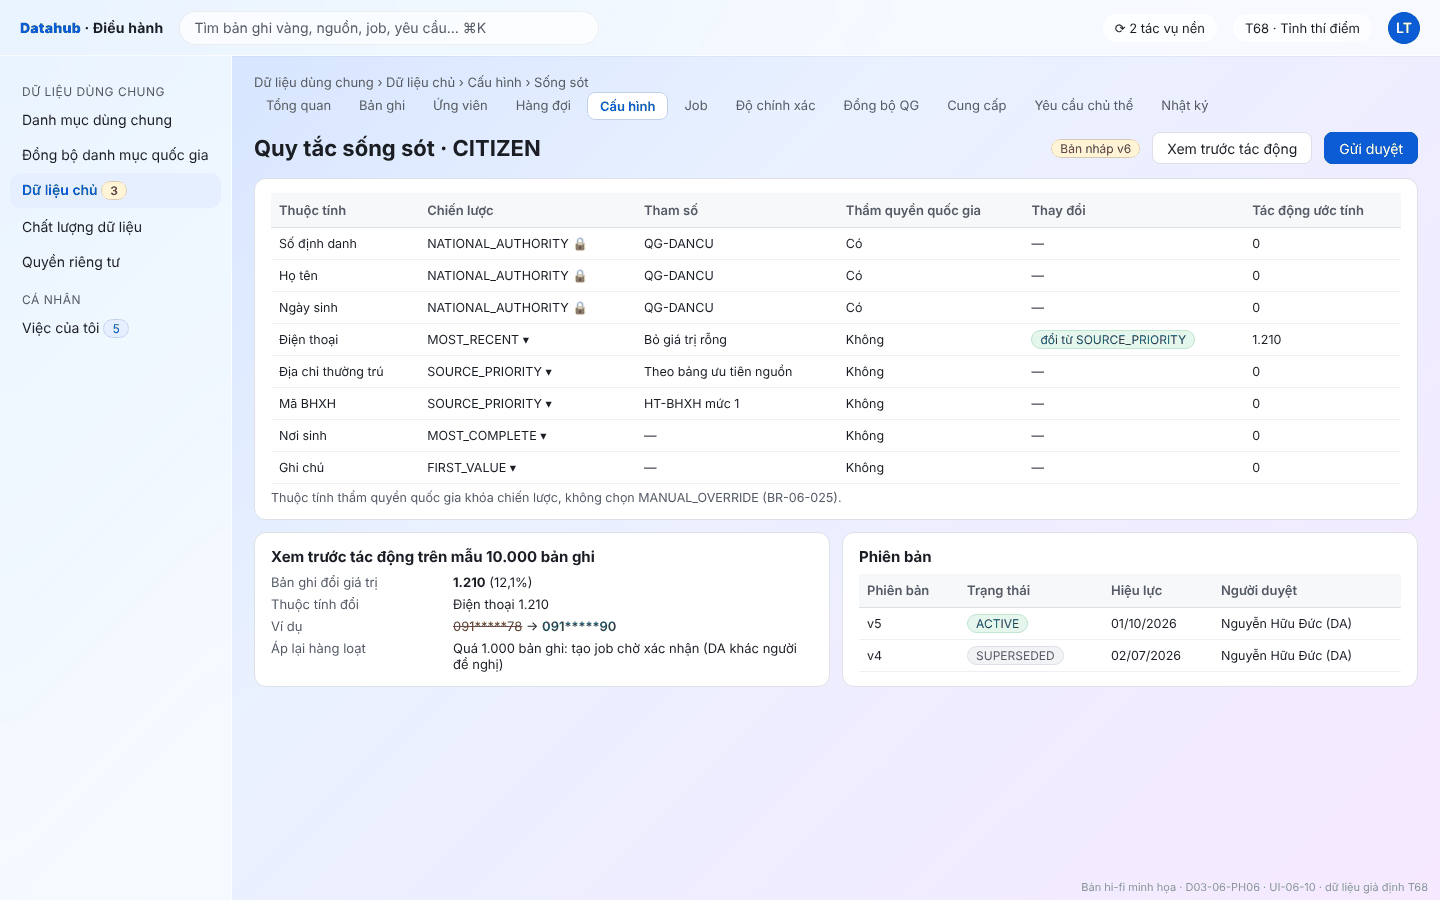 Datahub · Điều hành
Tìm bản ghi vàng, nguồn, job, yêu cầu... ⌘K
⟳ 2 tác vụ nền
T68 · Tỉnh thí điểm
LT
DỮ LIỆU DÙNG CHUNG
Danh mục dùng chung
Đồng bộ danh mục quốc gia
Dữ liệu chủ 3
Chất lượng dữ liệu
Quyền riêng tư
CÁ NHÂN
Việc của tôi 5
Dữ liệu dùng chung › Dữ liệu chủ › Cấu hình › Sống sót
Tổng quan Bản ghi Ứng viên Hàng đợi Cấu hình Job Độ chính xác Đồng bộ QG Cung cấp Yêu cầu chủ thể Nhật ký
Quy tắc sống sót · CITIZEN
Bản nháp v6
Xem trước tác động
Gửi duyệt
Thuộc tính Chiến lược Tham số Thẩm quyền quốc gia Thay đổi Tác động ước tính
Số định danh NATIONAL_AUTHORITY 🔒 QG-DANCU Có — 0
Họ tên NATIONAL_AUTHORITY 🔒 QG-DANCU Có — 0
Ngày sinh NATIONAL_AUTHORITY 🔒 QG-DANCU Có — 0
Điện thoại MOST_RECENT ▾ Bỏ giá trị rỗng Không đổi từ SOURCE_PRIORITY 1.210
Địa chỉ thường trú SOURCE_PRIORITY ▾ Theo bảng ưu tiên nguồn Không — 0
Mã BHXH SOURCE_PRIORITY ▾ HT-BHXH mức 1 Không — 0
Nơi sinh MOST_COMPLETE ▾ — Không — 0
Ghi chú FIRST_VALUE ▾ — Không — 0
Thuộc tính thẩm quyền quốc gia khóa chiến lược, không chọn MANUAL_OVERRIDE (BR-06-025).
Xem trước tác động trên mẫu 10.000 bản ghi
Bản ghi đổi giá trị 1.210 (12,1%)
Thuộc tính đổi Điện thoại 1.210
Ví dụ 091*****78 → 091*****90
Áp lại hàng loạt Quá 1.000 bản ghi: tạo job chờ xác nhận (DA khác người
đề nghị)
Phiên bản
Phiên bản Trạng thái Hiệu lực Người duyệt
v5 ACTIVE 01/10/2026 Nguyễn Hữu Đức (DA)
v4 SUPERSEDED 02/07/2026 Nguyễn Hữu Đức (DA)
Bản hi-fi minh họa · D03-06-PH06 · UI-06-10 · dữ liệu giả định T68